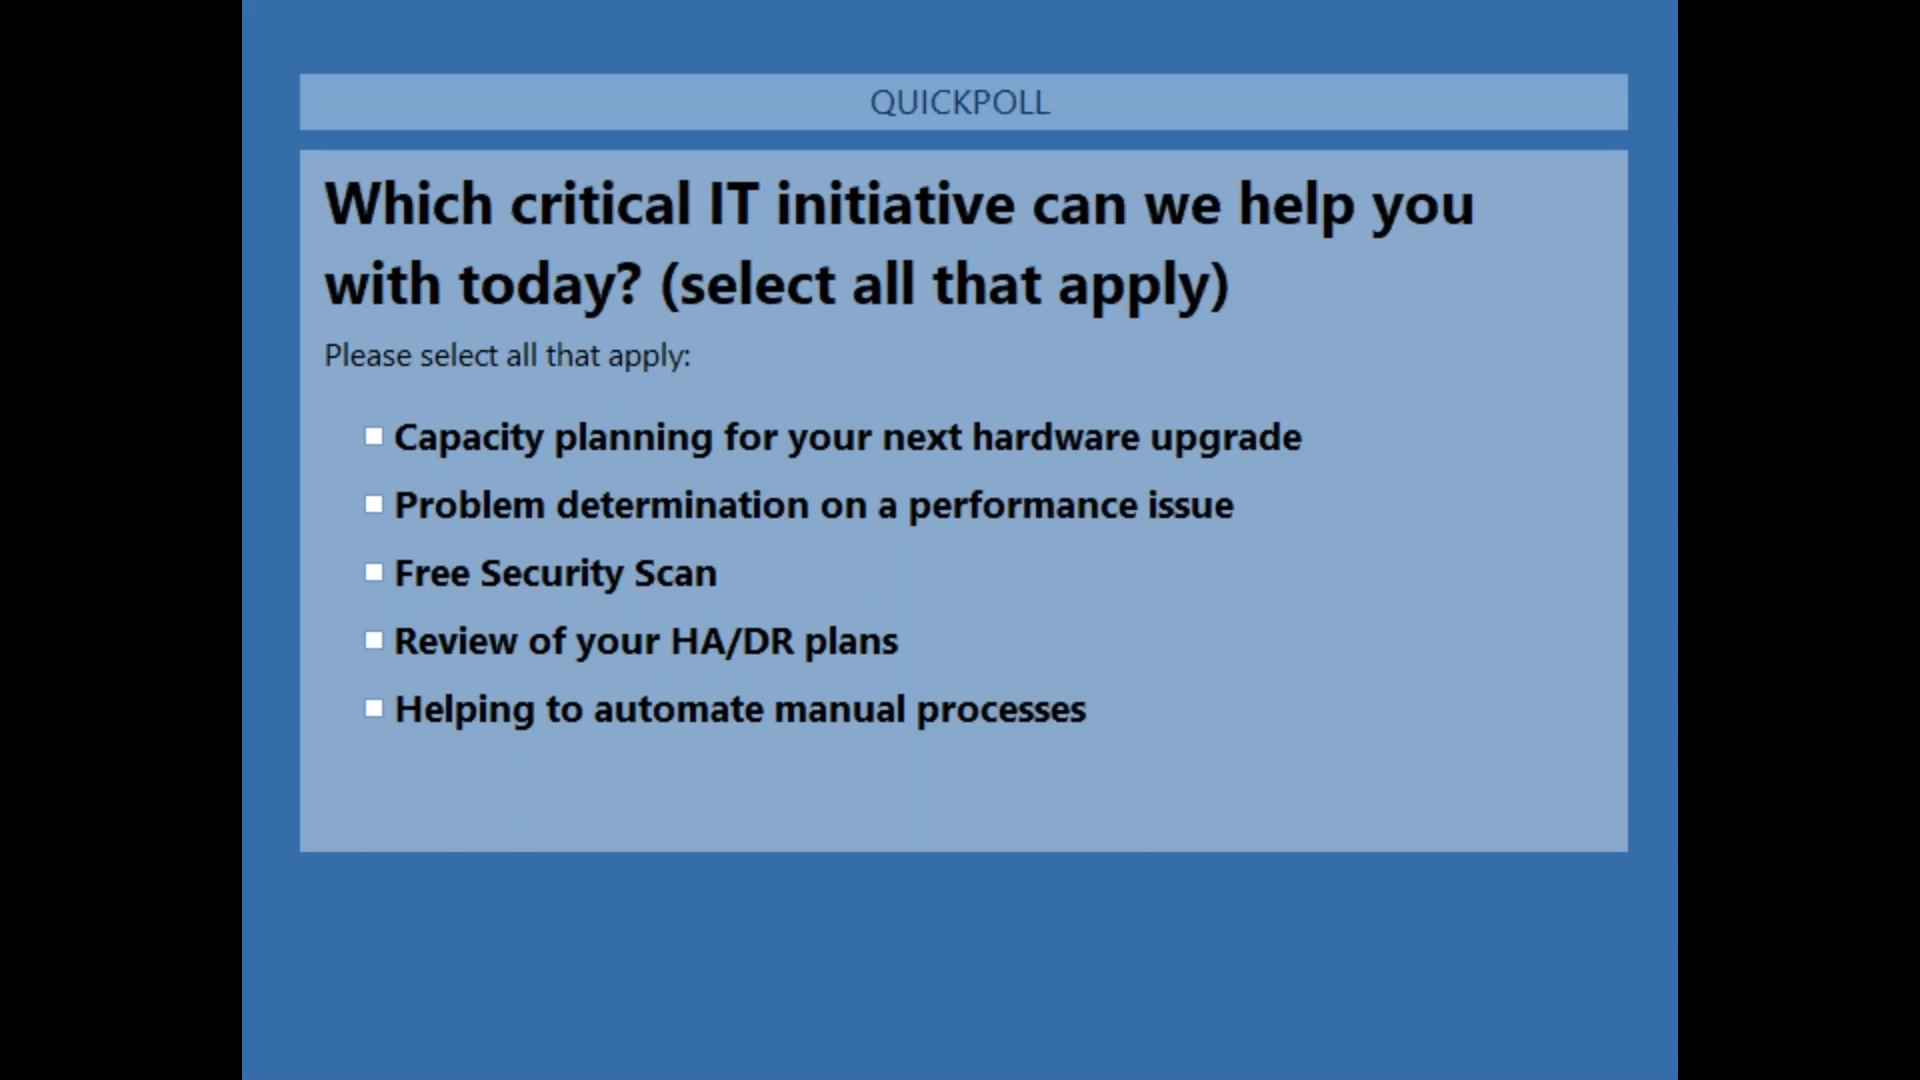 QUICKPOLL
Which critical IT initiative can we help you
with today? (select all that apply)
Please select all that apply:
Capacity planning for your next hardware upgrade
Problem determination on a performance issue
Free Security Scan
Review of your HA/DR plans
Helping to automate manual processes